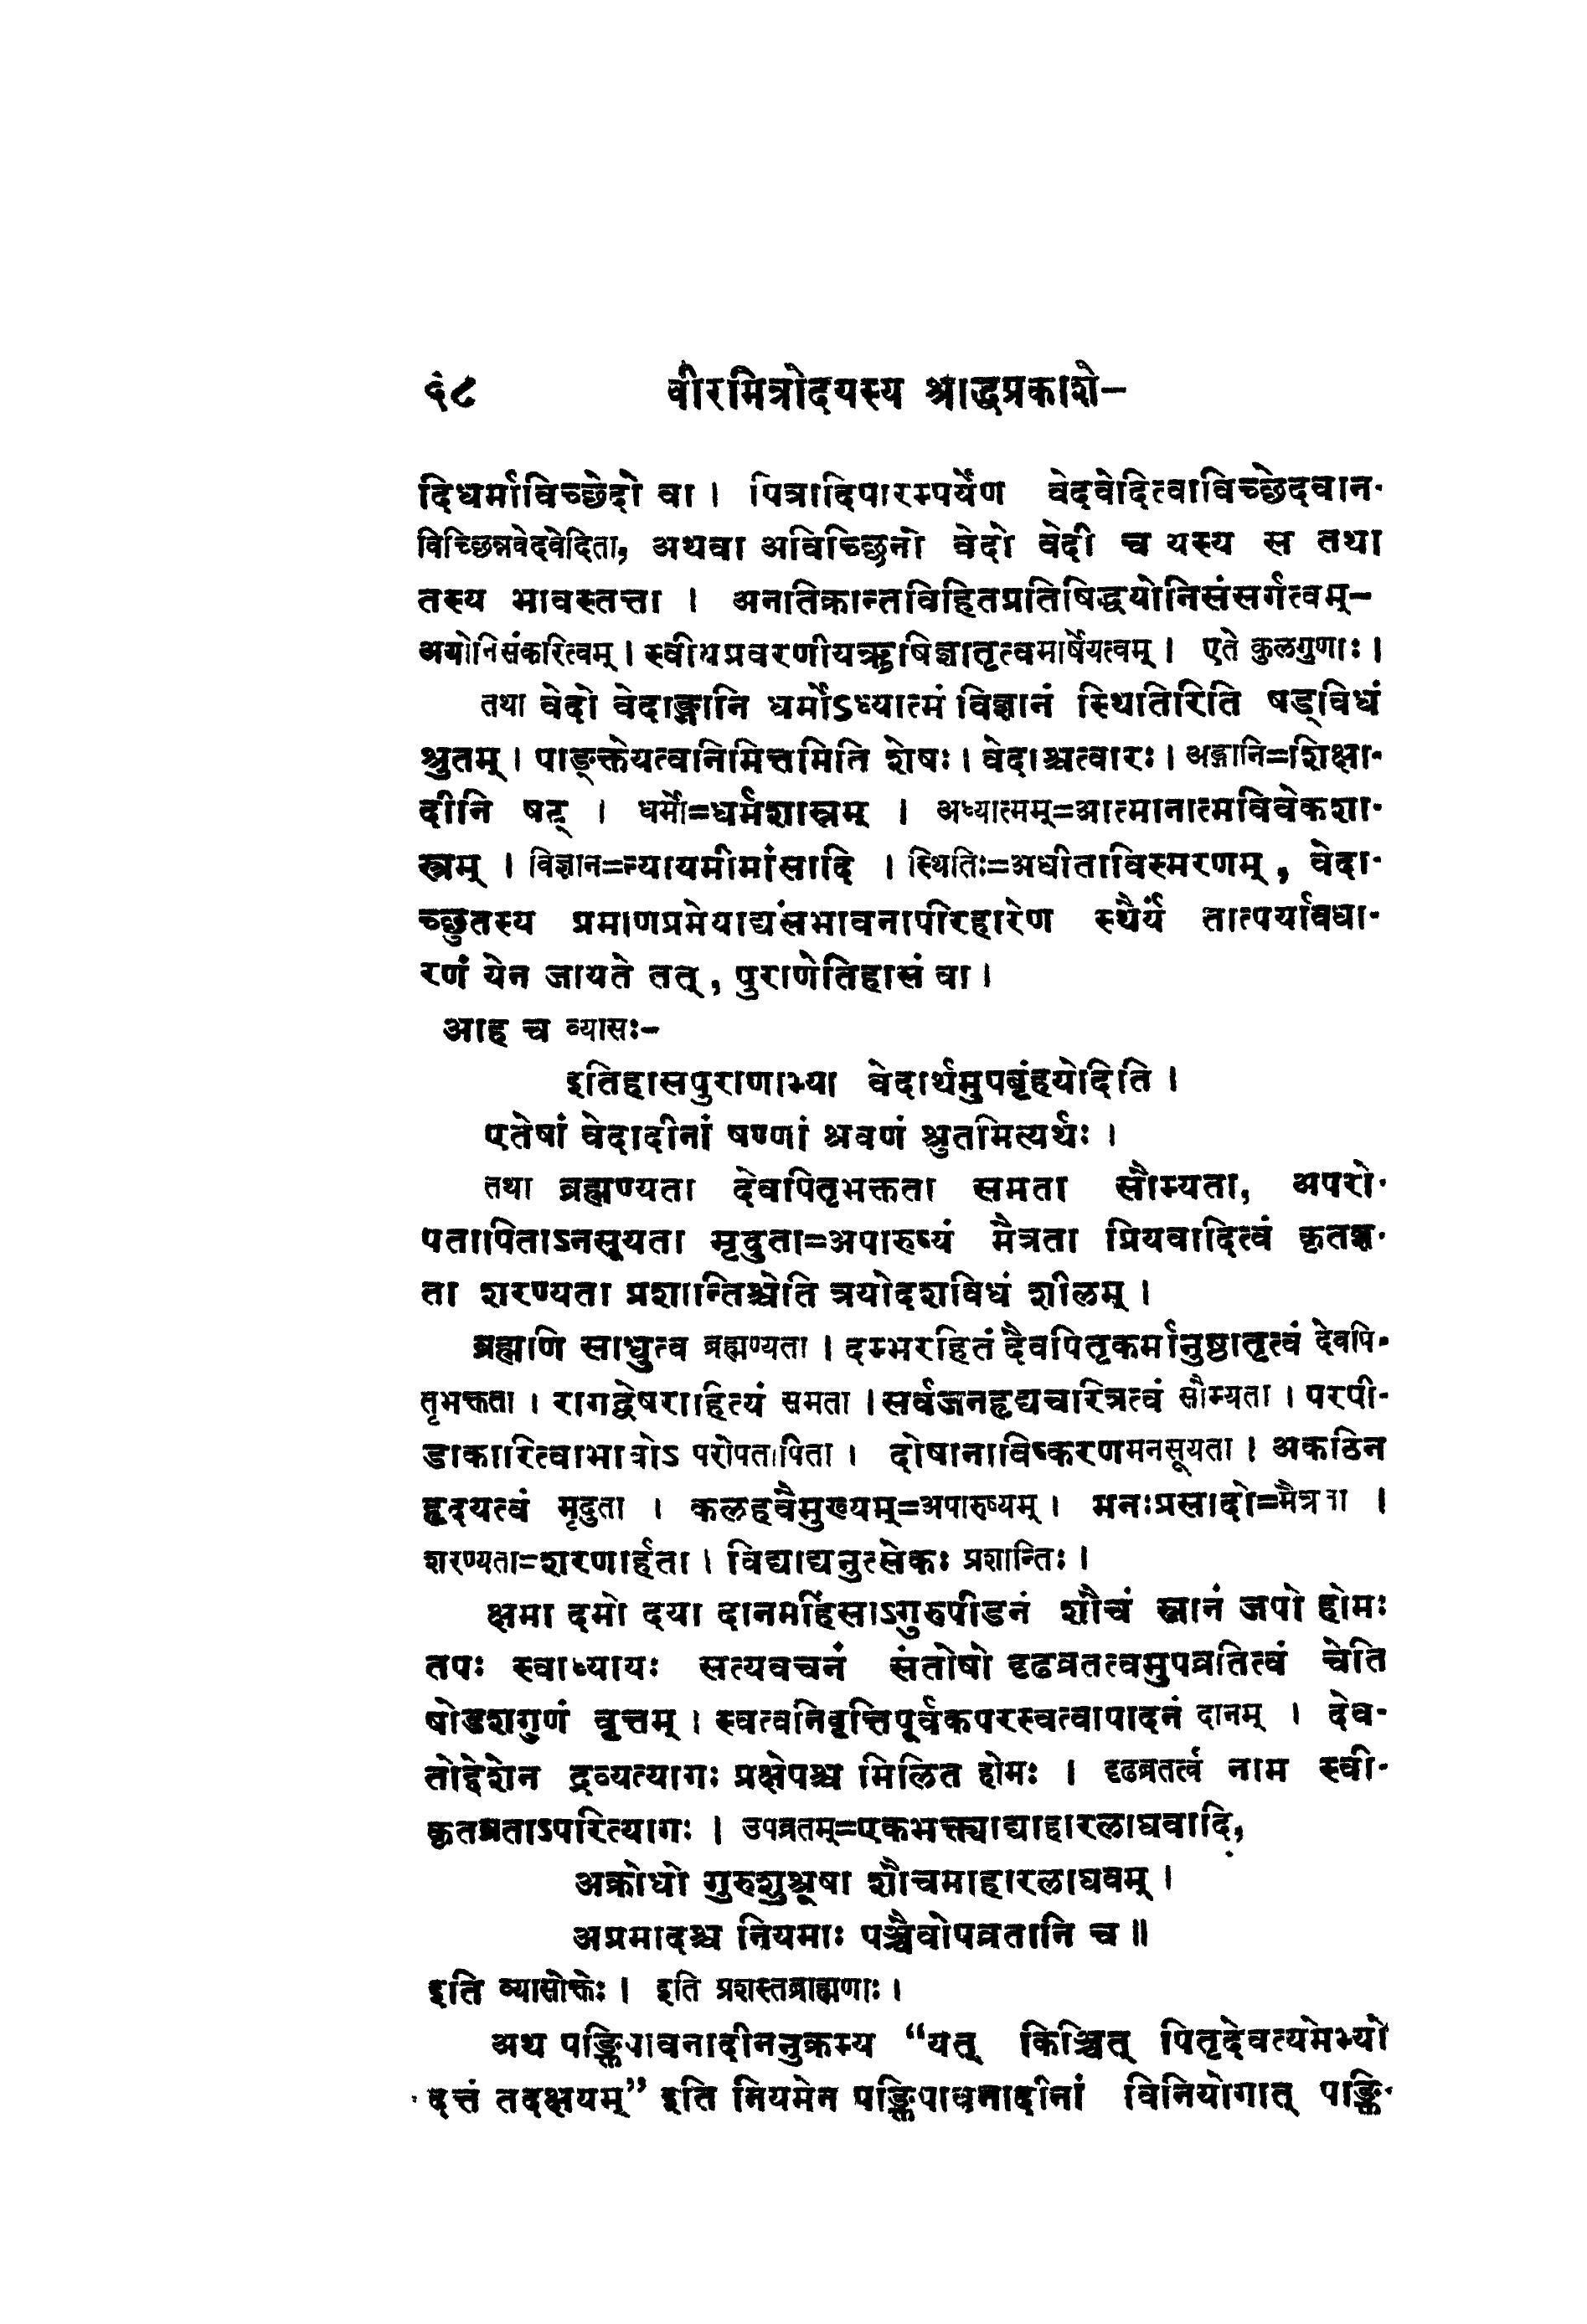 ६८ वीरमित्रोदयस्य श्राद्धप्रकाशे-
दिधर्माविच्छेदो वा । पित्रादिपारम्पर्येण वेदवेदित्वाविच्छेदवान-
विच्छिन्नवेदवेदिता, अथवा अविच्छिनो वेदो वेदी च यस्य स तथा
तस्य भावस्तत्ता । अनतिक्रान्तविहितप्रतिषिद्धयोनिसंसर्गत्वम्-
अयोनिसंकरित्वम् । स्वीयप्रवरणीयऋषिज्ञातृत्वमार्षेयत्वम् । एते कुलगुणाः ।
तथा वेदो वेदाङ्गानि धर्मोऽध्यात्मं विज्ञानं स्थितिरिति षड्विधं
श्रुतम् । पाङ्क्तेयत्वनिमित्तमिति शेषः । वेदाश्चत्वारः । अङ्गानि=शिक्षा-
दीनि षट् । धर्मो=धर्मशास्त्रम् । अध्यात्मम्=आत्मानात्मविवेकशा-
स्त्रम् । विज्ञान=न्यायमीमांसादि । स्थितिः=अधीताविस्मरणम्, वेदा-
च्छ्रुतस्य प्रमाणप्रमेयाद्यसंभावनापरिहारेण स्थैर्यं तात्पर्यावधा-
रणं येन जायते तत्, पुराणेतिहासं वा ।
आह च व्यासः-
इतिहासपुराणाभ्या वेदार्थमुपबृंहयेदिति ।
एतेषां वेदादीनां षण्णां श्रवणं श्रुतमित्यर्थः ।
तथा ब्रह्मण्यता देवपितृभक्तता समता सौम्यता, अपरो-
पतापिताऽनसूयता मृदुता=अपारुष्यं मैत्रता प्रियवादित्वं कृतज्ञ-
ता शरण्यता प्रशान्तिश्चेति त्रयोदशविधं शीलम् ।
ब्रह्मणि साधुत्व ब्रह्मण्यता । दम्भरहितं दैवपितृकर्मानुष्ठातृत्वं देवपि-
तृभक्तता । रागद्वेषराहित्यं समता । सर्वजनहृद्यचरित्रत्वं सौम्यता । परपी-
डाकारित्वाभावोऽ परोपतापिता । दोषानाविष्करणमनसूयता । अकठिन
हृदयत्वं मृदुता । कलहवैमुख्यम्=अपारुष्यम् । मनःप्रसादो=मैत्रता ।
शरण्यता=शरणार्हता । विद्याद्यनुत्सेकः प्रशान्तिः ।
क्षमा दमो दया दानमहिंसाऽगुरुपीडनं शौचं स्नानं जपो होमः
तपः स्वाध्यायः सत्यवचनं संतोषो दृढव्रतत्वमुपव्रतित्वं चेति
षोडशगुणं वृत्तम् । स्वत्वनिवृत्तिपूर्वकपरस्वत्वापादनं दानम् । देव-
तोद्देशेन द्रव्यत्यागः प्रक्षेपश्च मिलित होमः । दृढव्रतत्वं नाम स्वी-
कृतव्रताऽपरित्यागः । उपव्रतम्=एकभक्त्याद्याहारलाघवादि,
अक्रोधो गुरुशुश्रूषा शौचमाहारलाघवम् ।
अप्रमादश्च नियमाः पञ्चैवोपव्रतानि च ॥
इति व्यासोक्तेः । इति प्रशस्तब्राह्मणाः ।
अथ पङ्क्तिपावनादीननुक्रम्य “यत् किञ्चित् पितृदेवत्यमेभ्यो
दत्तं तदक्षयम्” इति नियमेन पङ्क्तिपावनादीनां विनियोगात् पङ्क्ति-